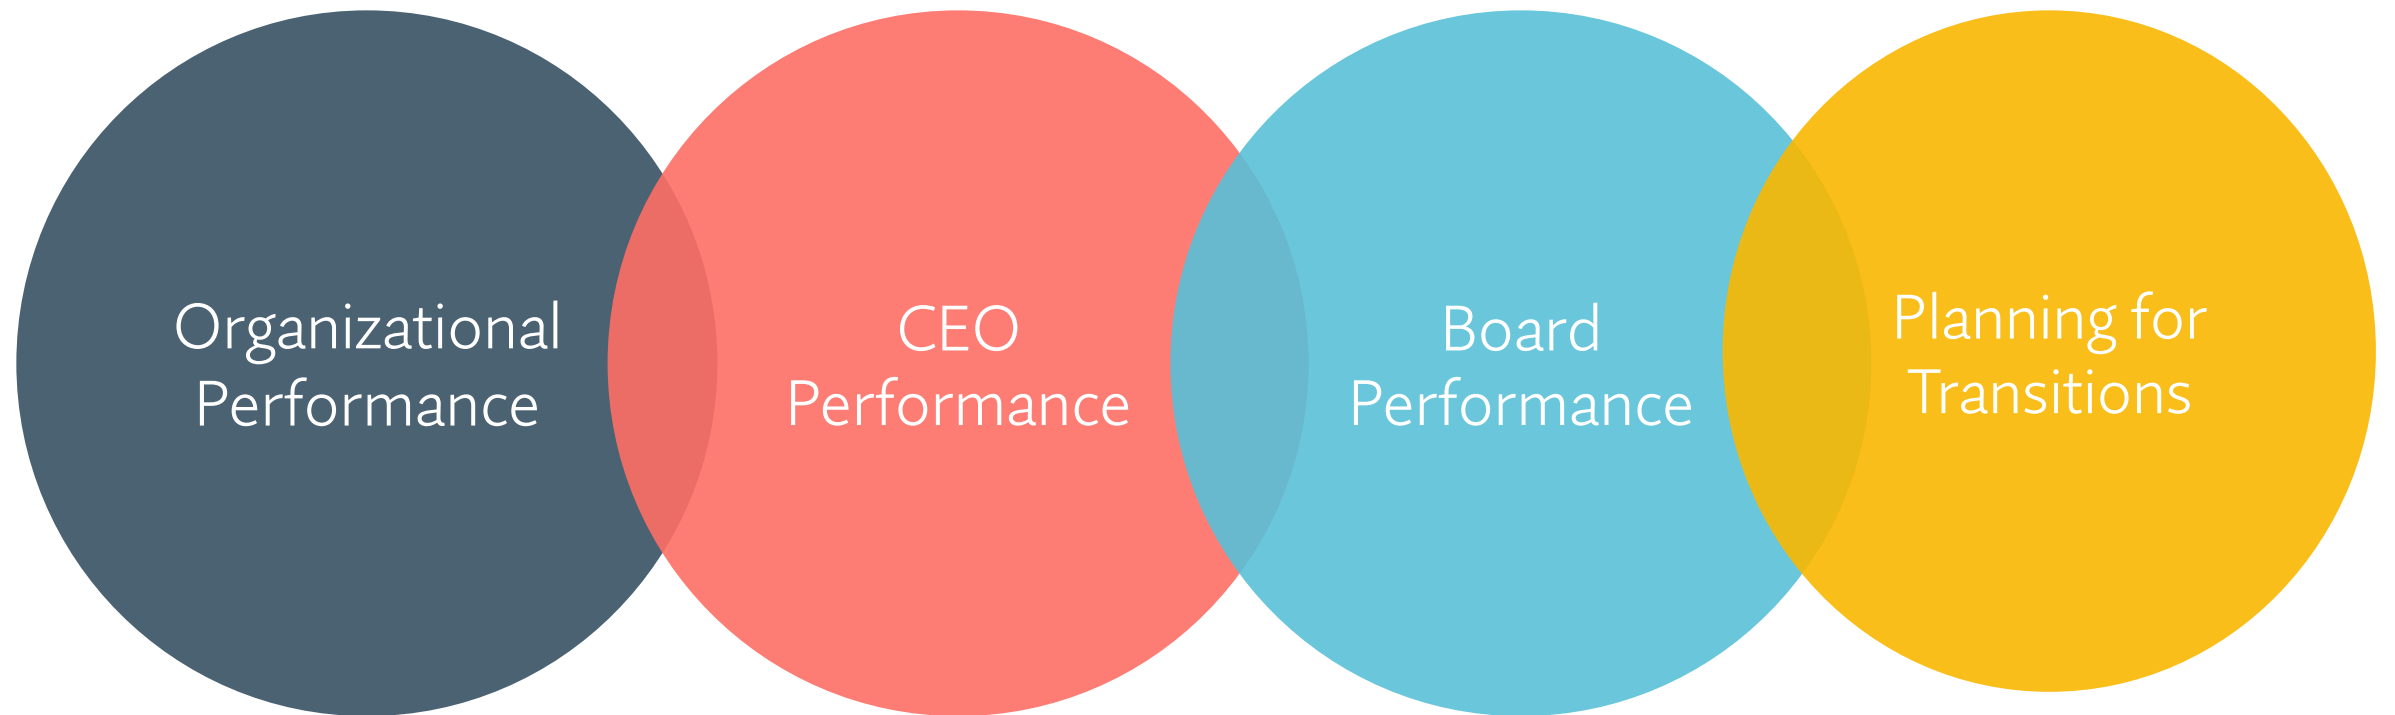 Organizational
Performance
CEO
Performance
Board
Performance
Planning for
Transitions